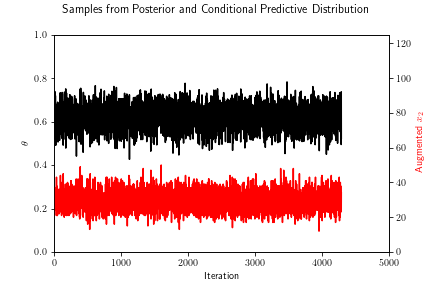 Samples from Posterior and Conditional Predictive Distribution
1.0
0.8
0.6
0.4
0.2
0.0
θ
120
100
80
60
40
20
0
Augmented x₂
0 1000 2000 3000 4000 5000
Iteration